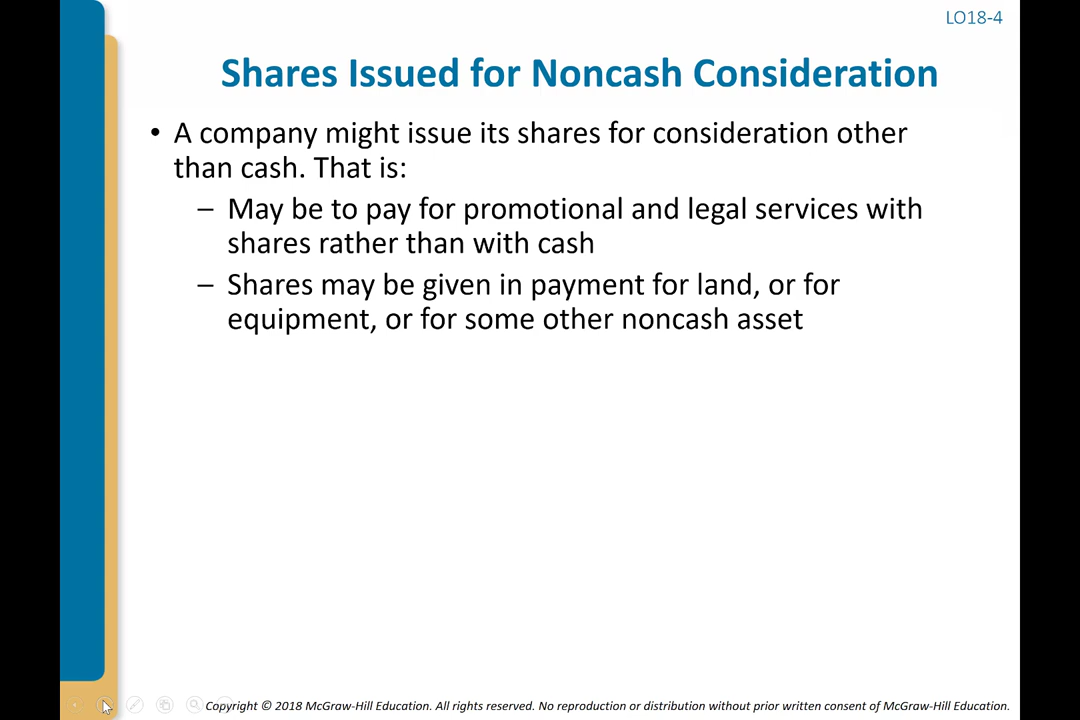 LO18-4
Shares Issued for Noncash Consideration
• A company might issue its shares for consideration other
than cash. That is:
– May be to pay for promotional and legal services with
shares rather than with cash
– Shares may be given in payment for land, or for
equipment, or for some other noncash asset
Copyright © 2018 McGraw-Hill Education. All rights reserved. No reproduction or distribution without prior written consent of McGraw-Hill Education.